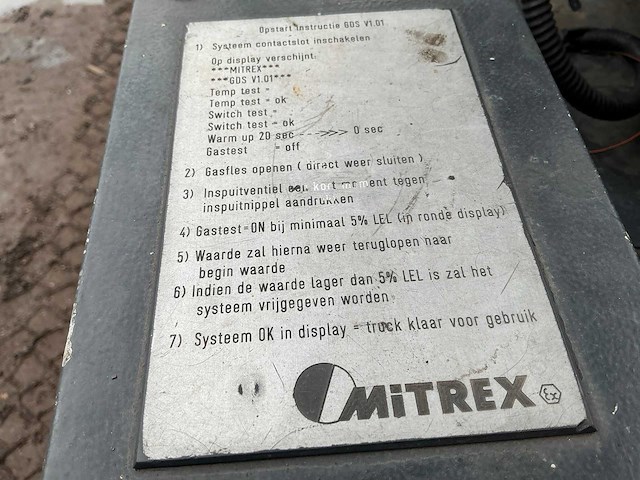 Opstart instructie GDS V1.01
1) Systeem contactslot inschakelen
Op display verschijnt:
***MITREX***
***GDS V1.01***
Temp test =
Temp test = ok
Switch test =
Switch test = ok
Warm up 20 sec --->>>> 0 sec
Gastest = off
2) Gasfles openen ( direct weer sluiten )
3) Inspuitventiel een kort moment tegen
inspuitnippel aandrukken
4) Gastest=ON bij minimaal 5% LEL (in ronde display)
5) Waarde zal hierna weer teruglopen naar
begin waarde
6) Indien de waarde lager dan 5% LEL is zal het
systeem vrijgegeven worden
7) Systeem OK in display = truck klaar voor gebruik
MiTREX
Ex